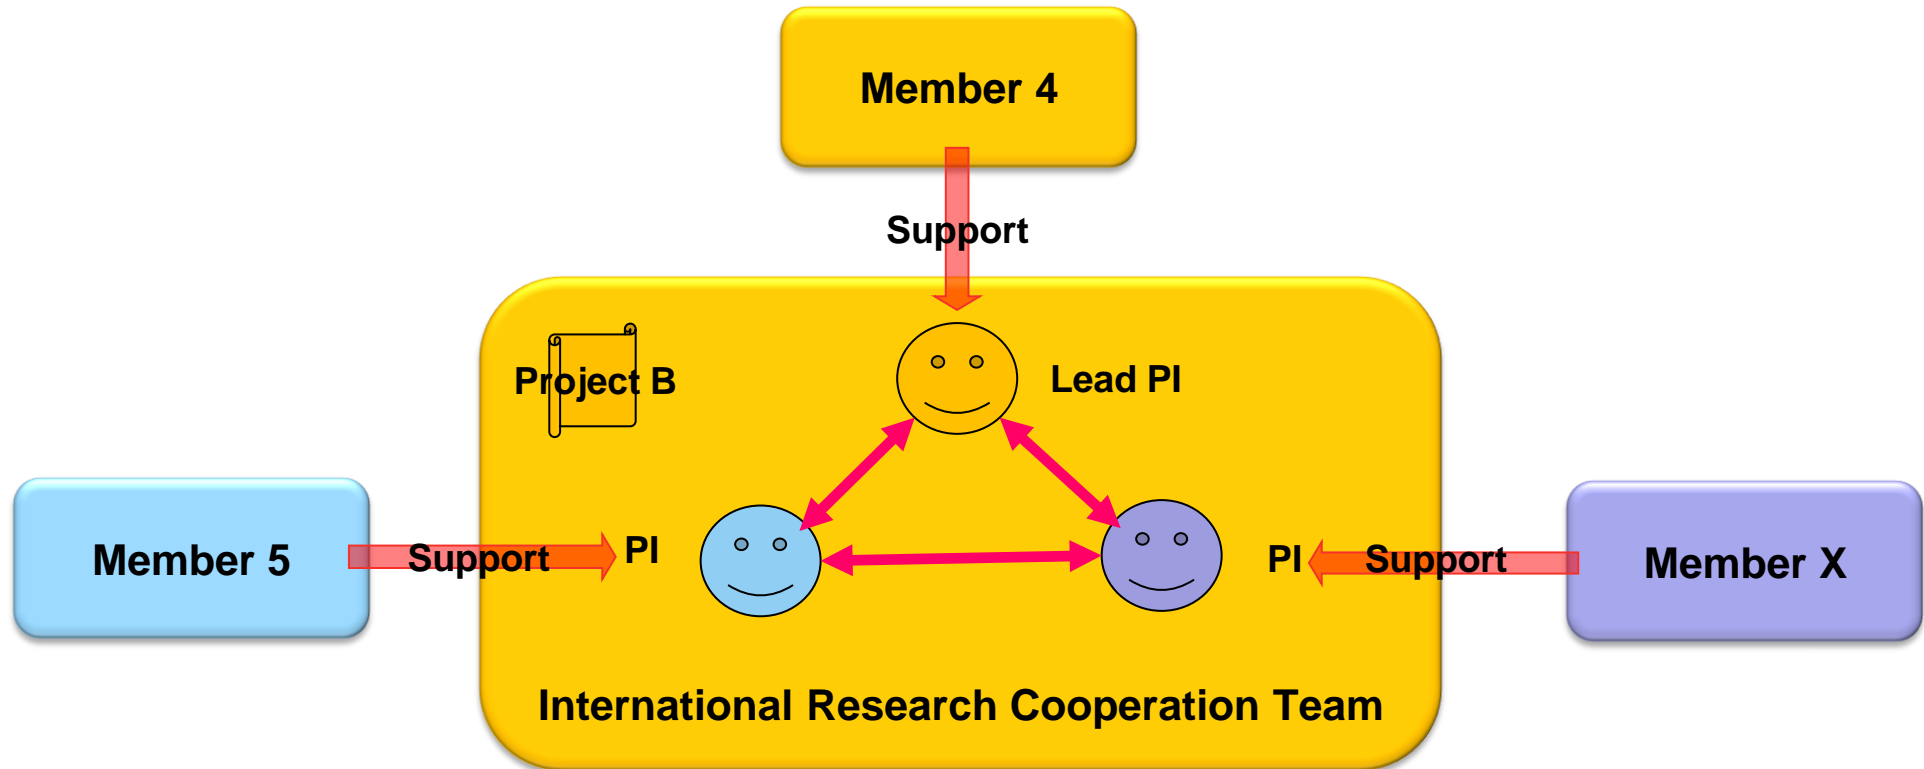 Member 4
Support
Project B
Lead PI
Member 5
Support
PI
PI
Support
Member X
International Research Cooperation Team